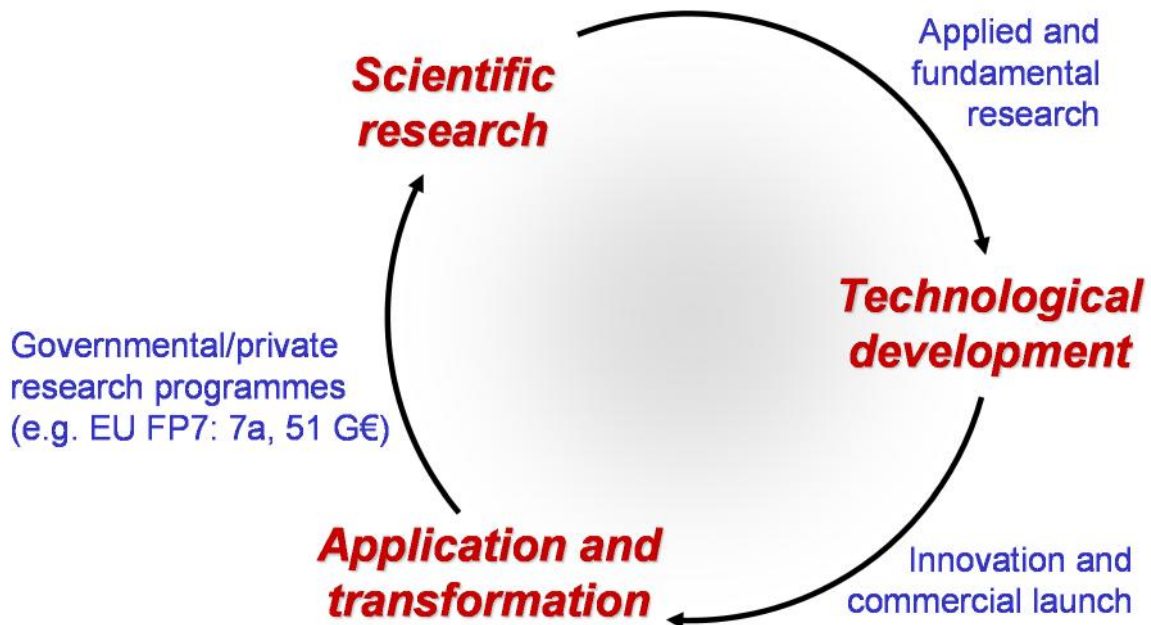 Scientific
research
Applied and
fundamental
research
Technological
development
Governmental/private
research programmes
(e.g. EU FP7: 7a, 51 G€)
Application and
transformation
Innovation and
commercial launch